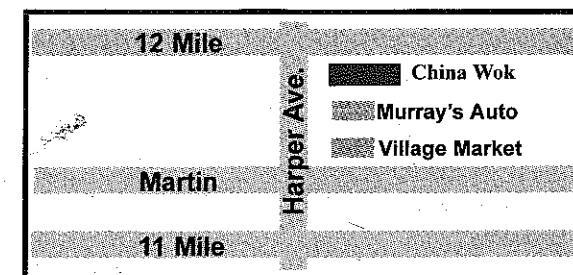 12 Mile
China Wok
Murray's Auto
Harper Ave.
Village Market
Martin
11 Mile